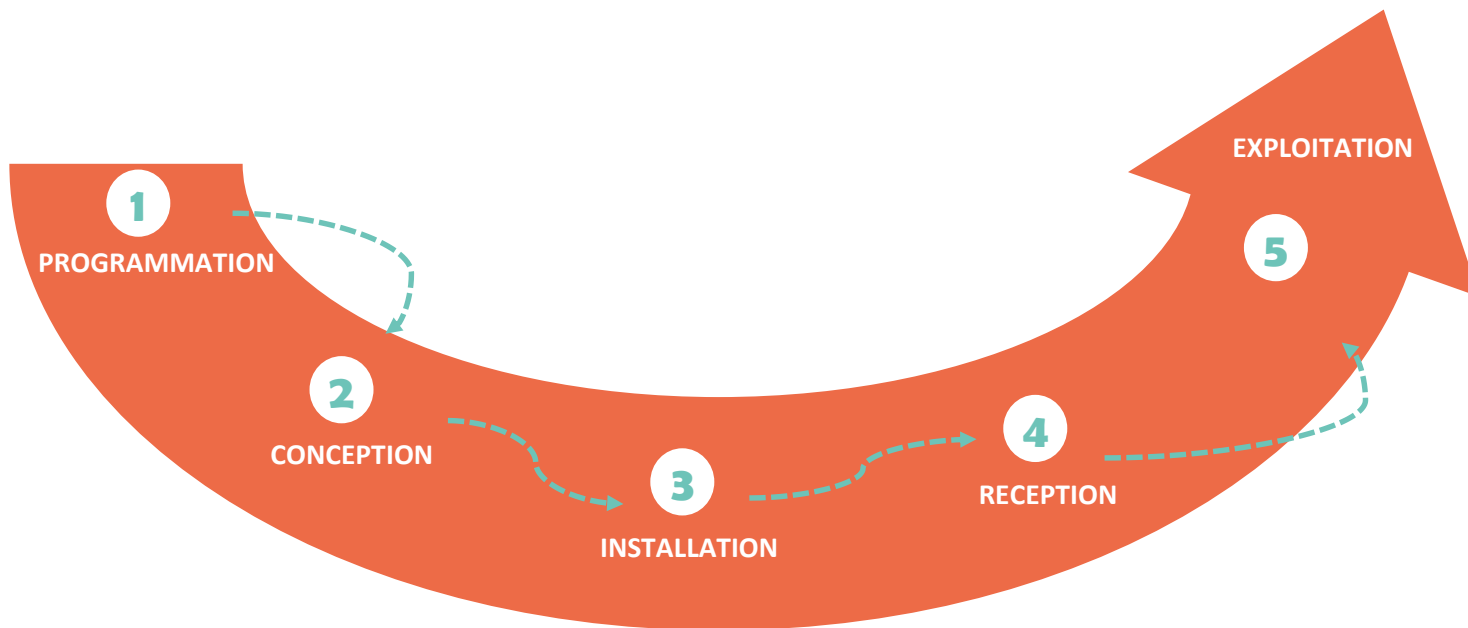 1
PROGRAMMATION
2
CONCEPTION
3
INSTALLATION
4
RECEPTION
5
EXPLOITATION